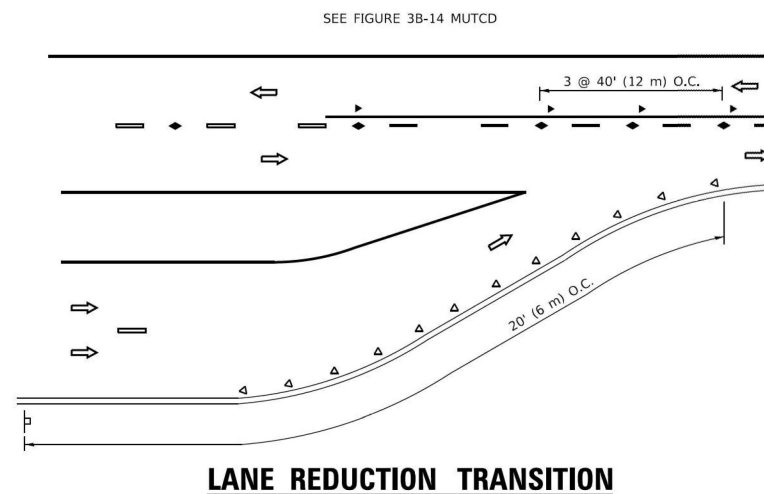 SEE FIGURE 3B-14 MUTCD
3 @ 40' (12 m) O.C.
20' (6 m) O.C.
LANE REDUCTION TRANSITION